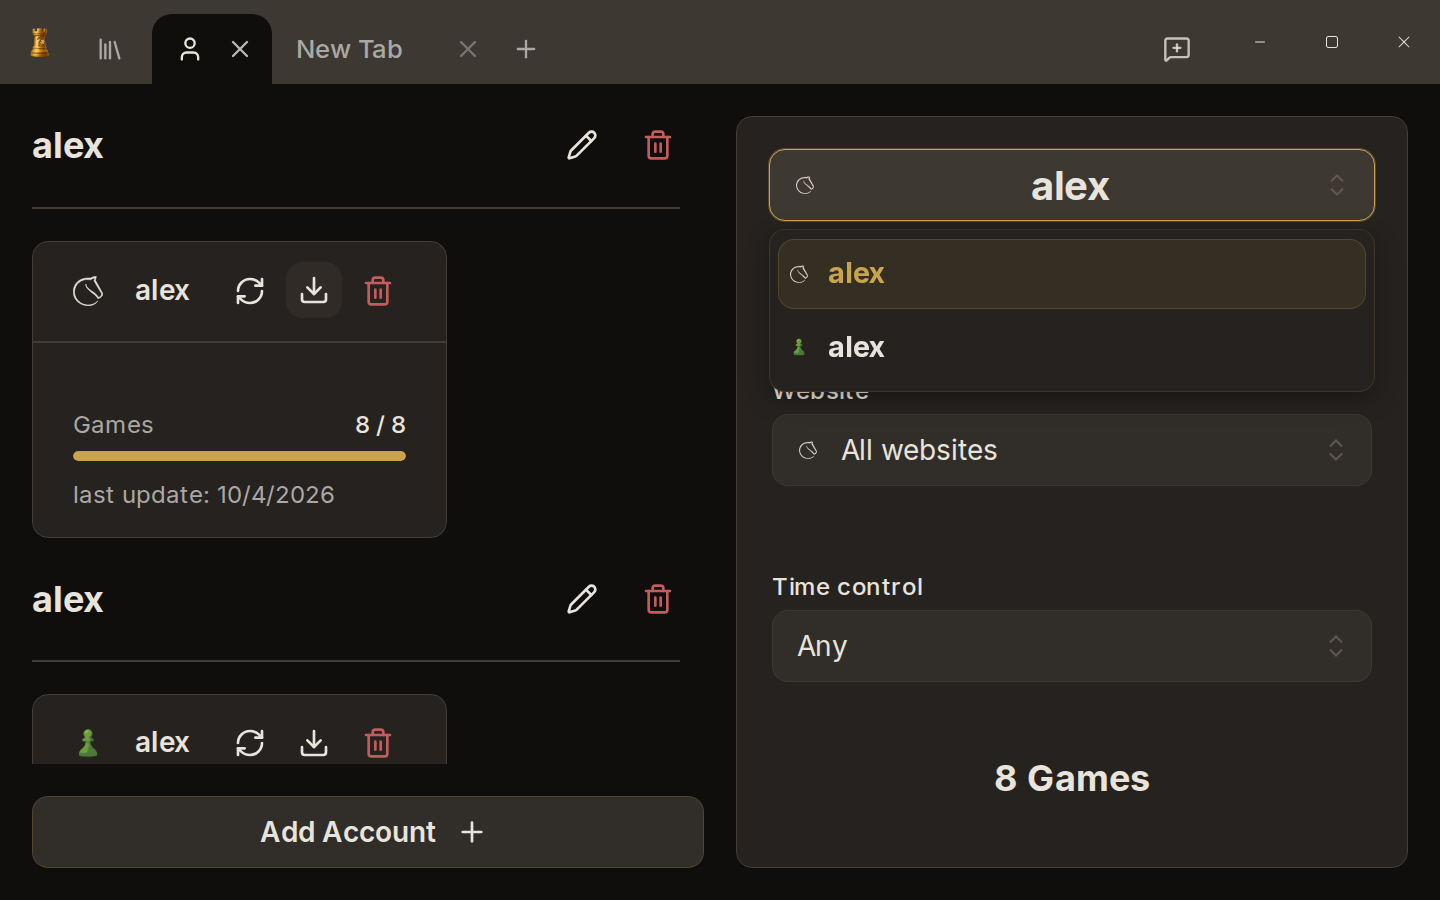 New Tab
alex
alex
Games 8 / 8
last update: 10/4/2026
alex
alex
Add Account
alex
alex
alex
Website
All websites
Time control
Any
8 Games